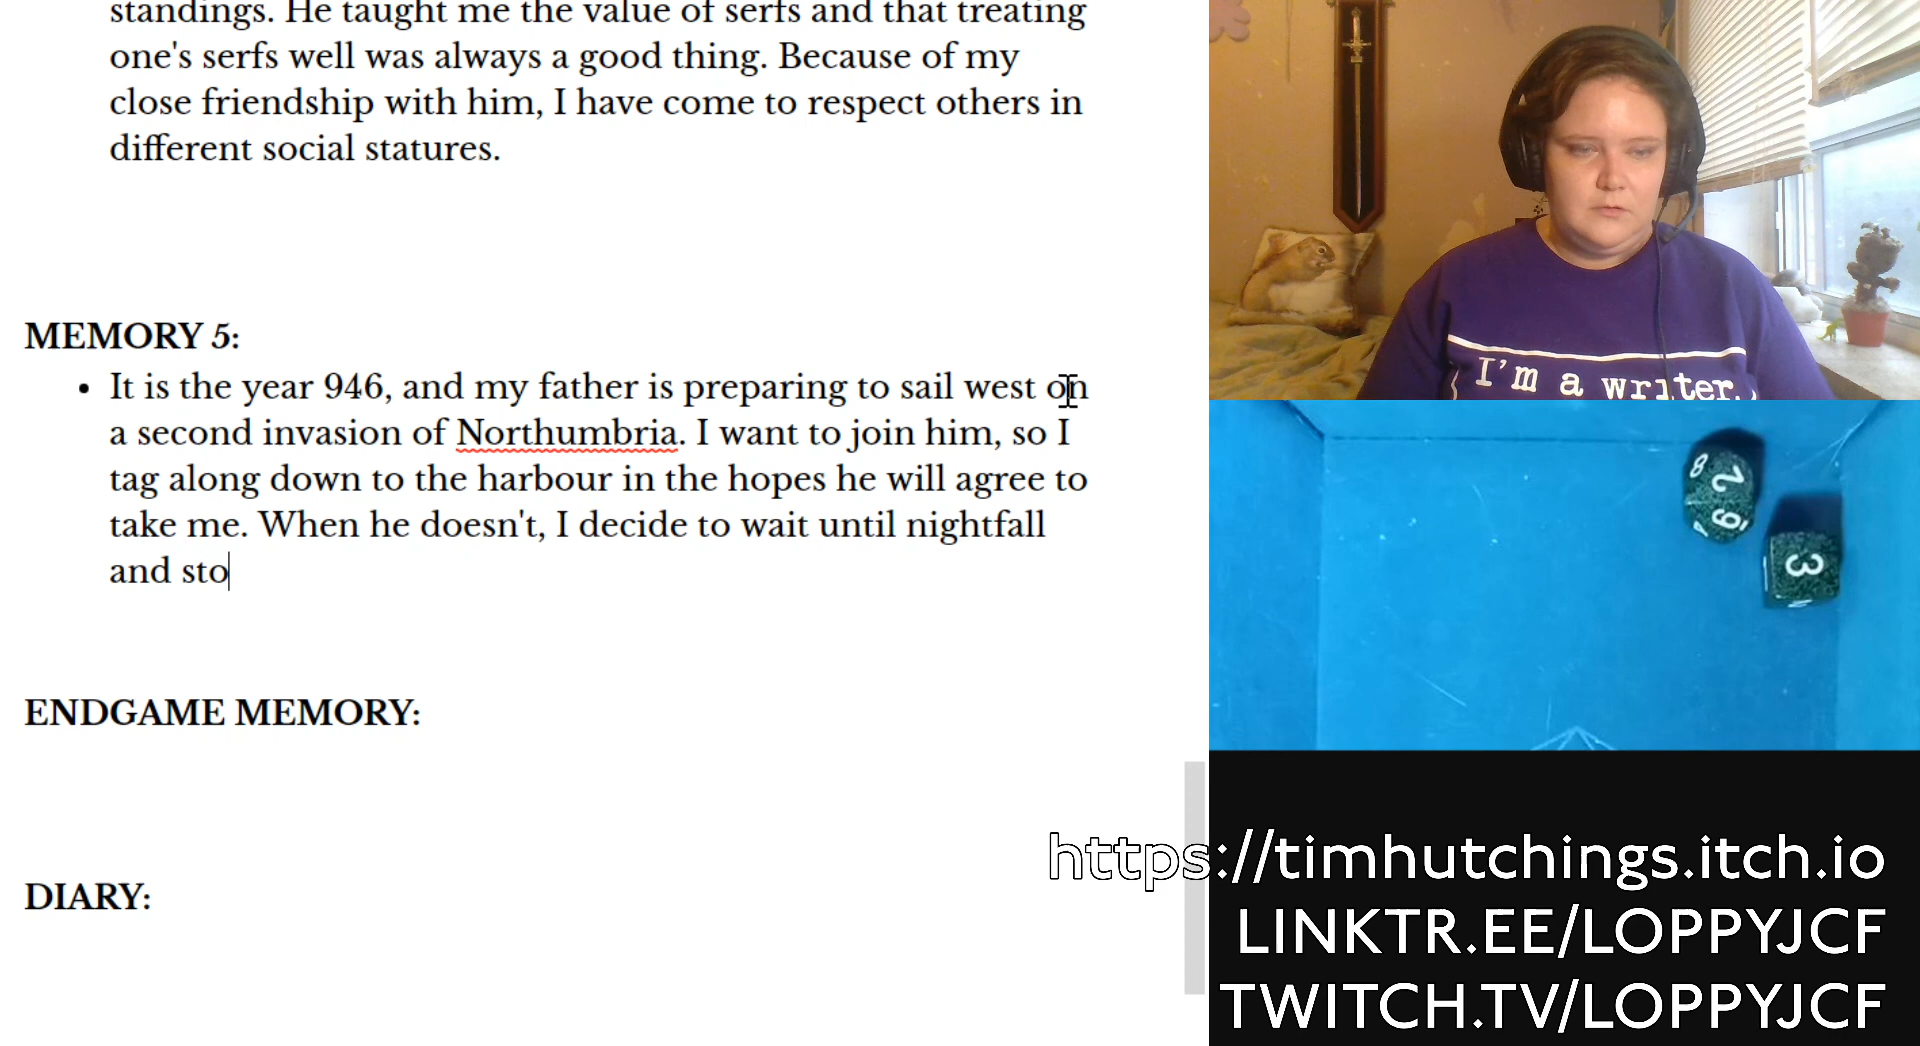 standings. He taught me the value of serfs and that treating
one's serfs well was always a good thing. Because of my
close friendship with him, I have come to respect others in
different social statures.
MEMORY 5:
• It is the year 946, and my father is preparing to sail west on
a second invasion of Northumbria. I want to join him, so I
tag along down to the harbour in the hopes he will agree to
take me. When he doesn't, I decide to wait until nightfall
and sto
ENDGAME MEMORY:
DIARY:
I'm a writer.
8 2 9
3
https://timhutchings.itch.io
LINKTR.EE/LOPPYJCF
TWITCH.TV/LOPPYJCF